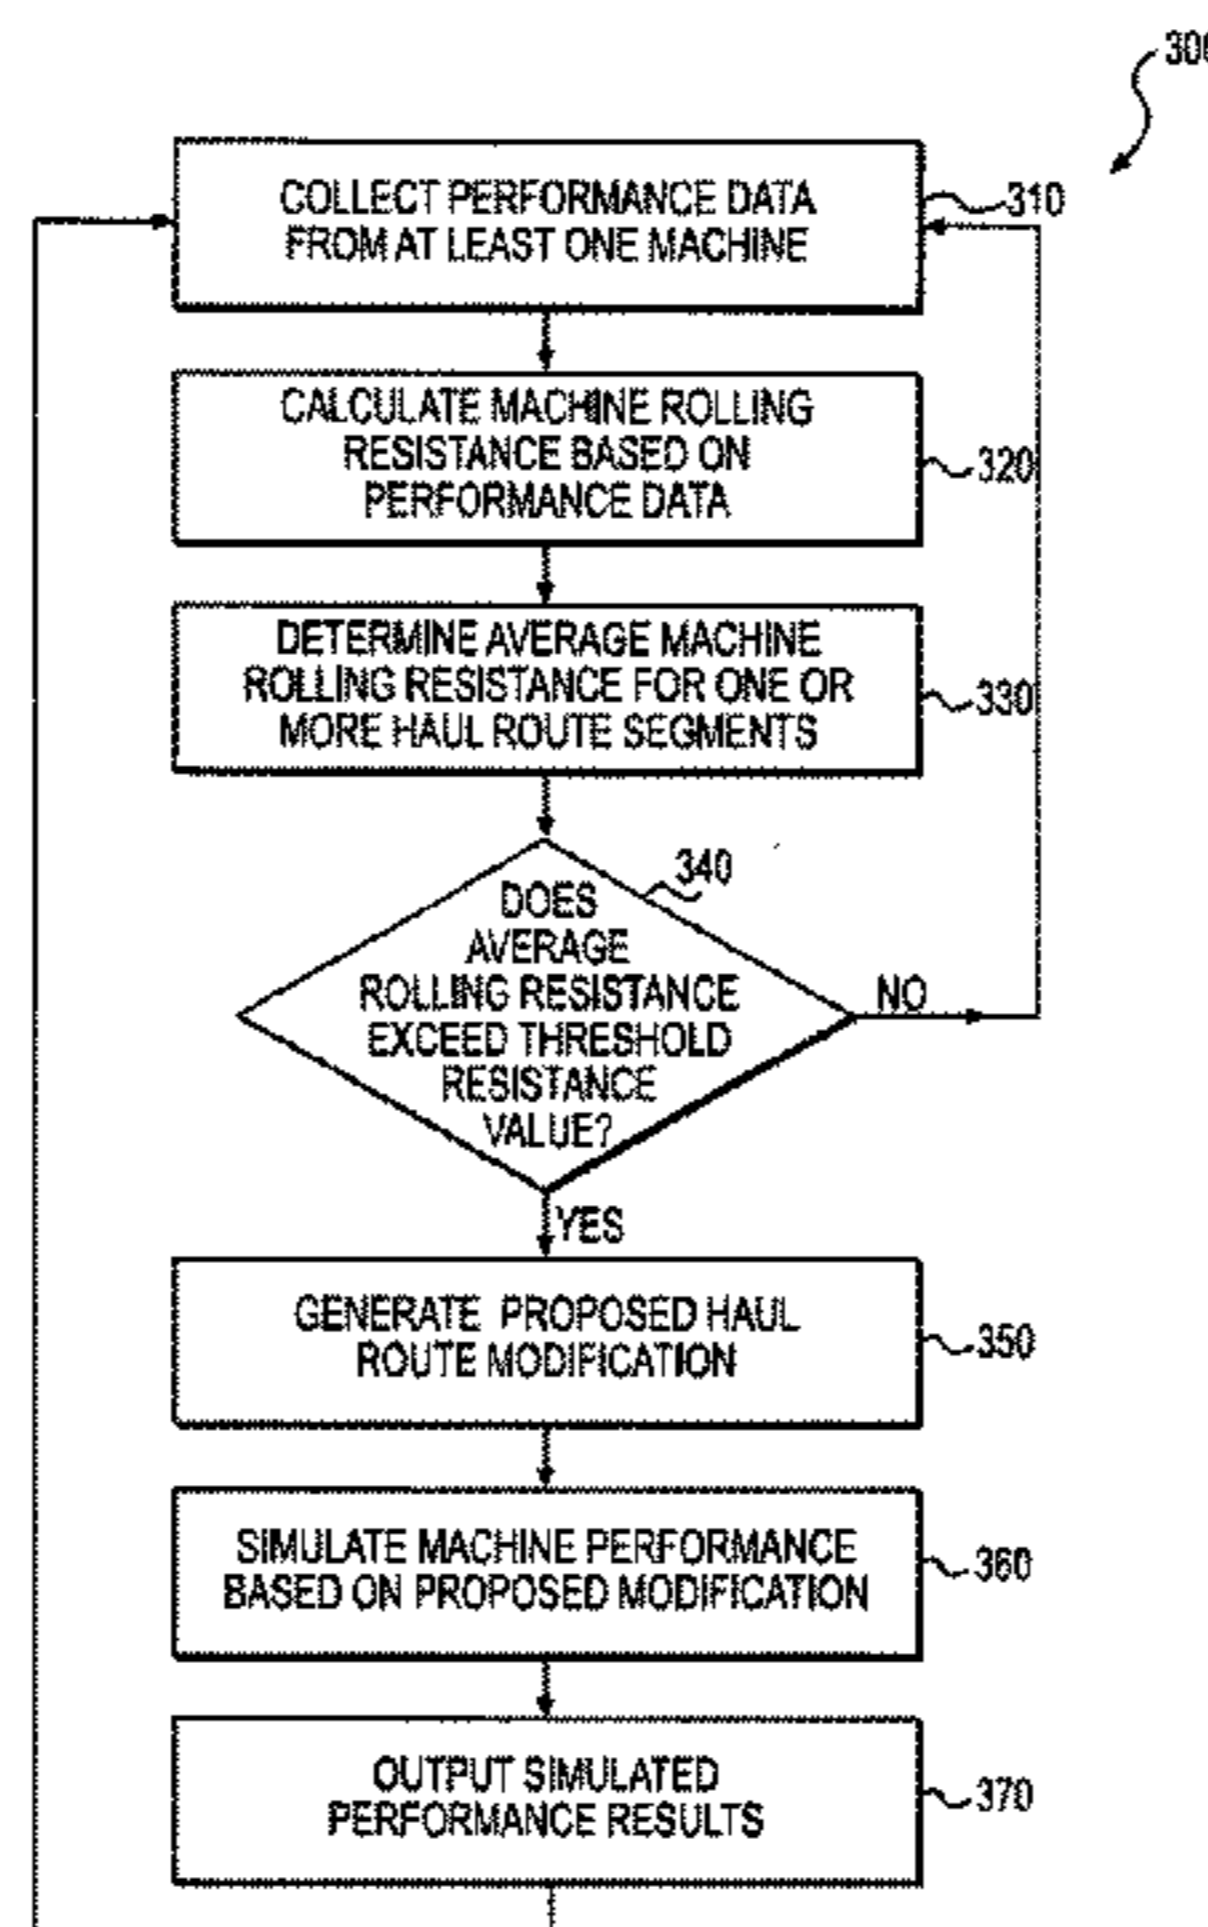 300
COLLECT PERFORMANCE DATA
FROM AT LEAST ONE MACHINE
310
CALCULATE MACHINE ROLLING
RESISTANCE BASED ON
PERFORMANCE DATA
320
DETERMINE AVERAGE MACHINE
ROLLING RESISTANCE FOR ONE OR
MORE HAUL ROUTE SEGMENTS
330
340
DOES
AVERAGE
ROLLING RESISTANCE
EXCEED THRESHOLD
RESISTANCE
VALUE?
NO
YES
GENERATE PROPOSED HAUL
ROUTE MODIFICATION
350
SIMULATE MACHINE PERFORMANCE
BASED ON PROPOSED MODIFICATION
360
OUTPUT SIMULATED
PERFORMANCE RESULTS
370